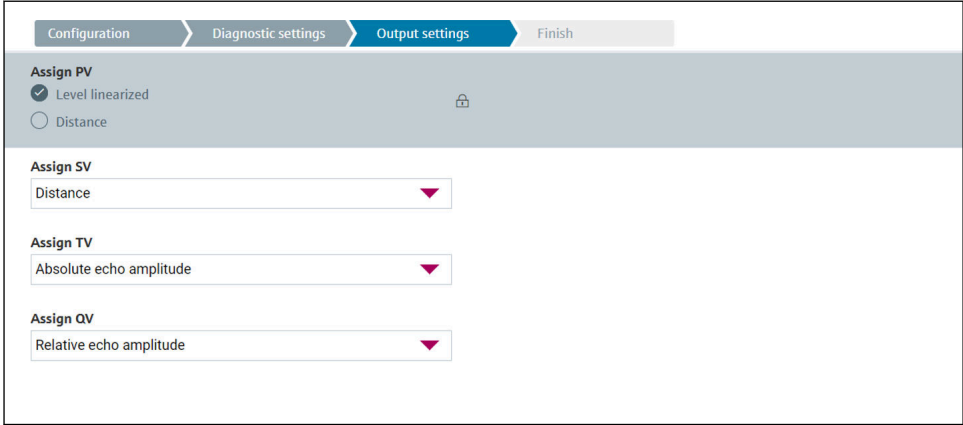 Configuration Diagnostic settings Output settings Finish
Assign PV
Level linearized
Distance
Assign SV
Distance
Assign TV
Absolute echo amplitude
Assign QV
Relative echo amplitude